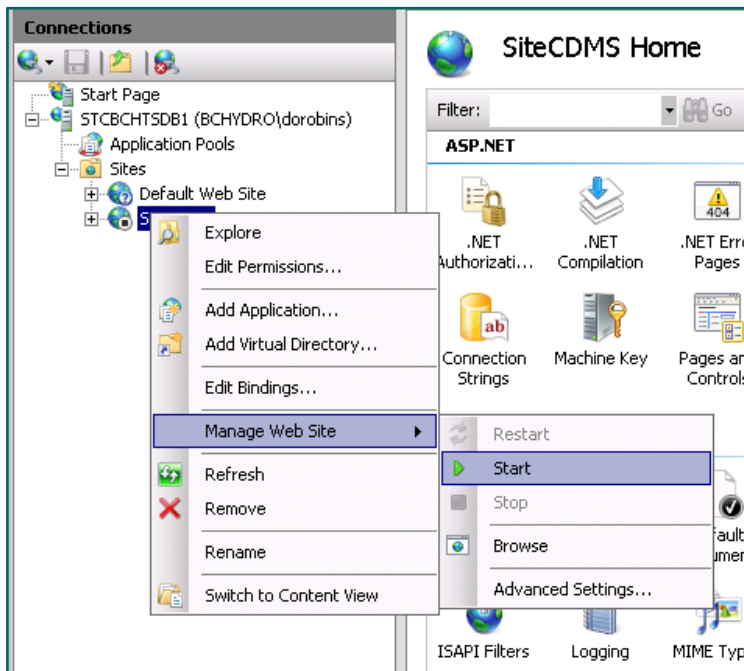 Connections
Start Page
STCBCHTSDB1 (BCHYDRO\dorobins)
Application Pools
Sites
Default Web Site
S
Explore
Edit Permissions...
Add Application...
Add Virtual Directory...
Edit Bindings...
Manage Web Site
Refresh
Remove
Rename
Switch to Content View
Restart
Start
Stop
Browse
Advanced Settings...
SiteCDMS Home
Filter:
Go
ASP.NET
.NET
Authorizati...
.NET
Compilation
404
.NET Erro
Pages
ab
Connection
Strings
Machine Key
Pages an
Controls
ault
umen
ISAPI Filters
Logging
MIME Typ